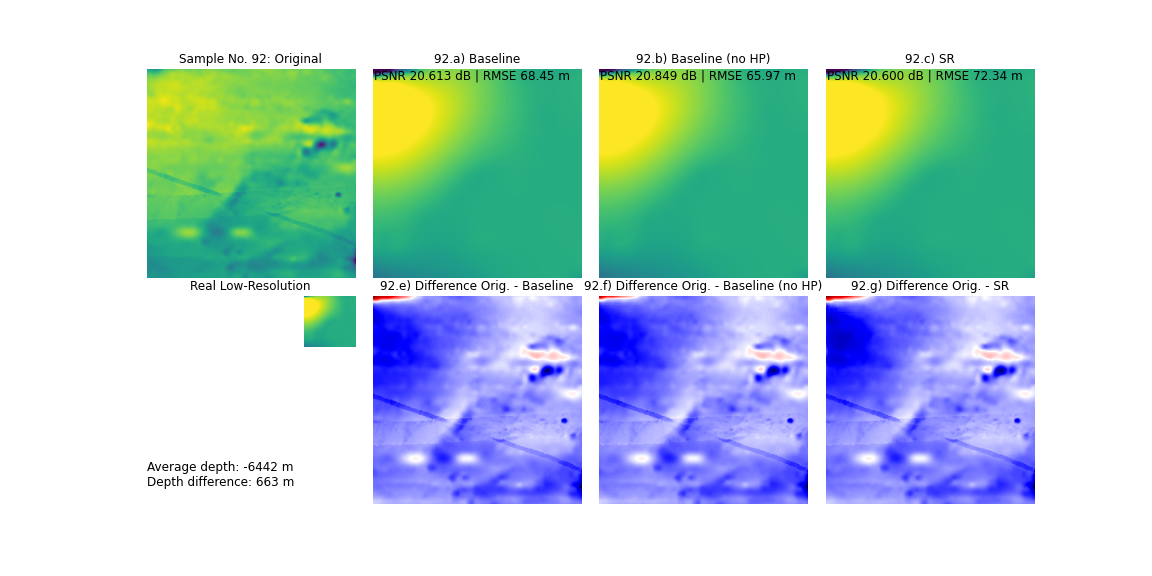 Sample No. 92: Original
92.a) Baseline
92.b) Baseline (no HP)
92.c) SR
PSNR 20.613 dB | RMSE 68.45 m
PSNR 20.849 dB | RMSE 65.97 m
PSNR 20.600 dB | RMSE 72.34 m
Real Low-Resolution
92.e) Difference Orig. - Baseline
92.f) Difference Orig. - Baseline (no HP)
92.g) Difference Orig. - SR
Average depth: -6442 m
Depth difference: 663 m